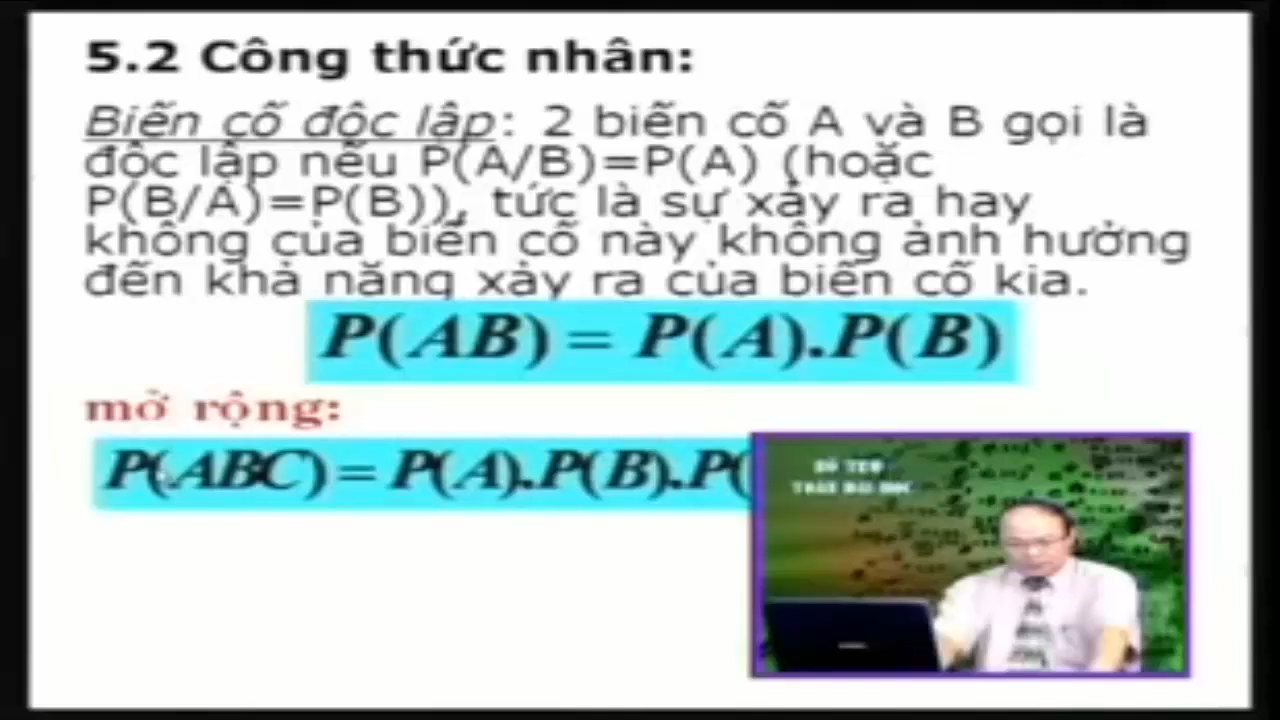 5.2 Công thức nhân:
Biến cố độc lập: 2 biến cố A và B gọi là
độc lập nếu P(A/B)=P(A) (hoặc
P(B/A)=P(B)), tức là sự xảy ra hay
không của biến cố này không ảnh hưởng
đến khả năng xảy ra của biến cố kia.
P(AB) = P(A).P(B)
mở rộng:
P(ABC) = P(A).P(B).P(